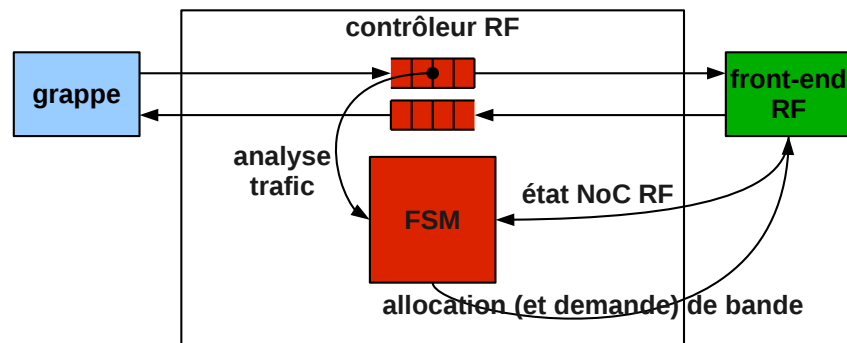 contrôleur RF
grappe
front-end
RF
analyse
trafic
état NoC RF
FSM
allocation (et demande) de bande